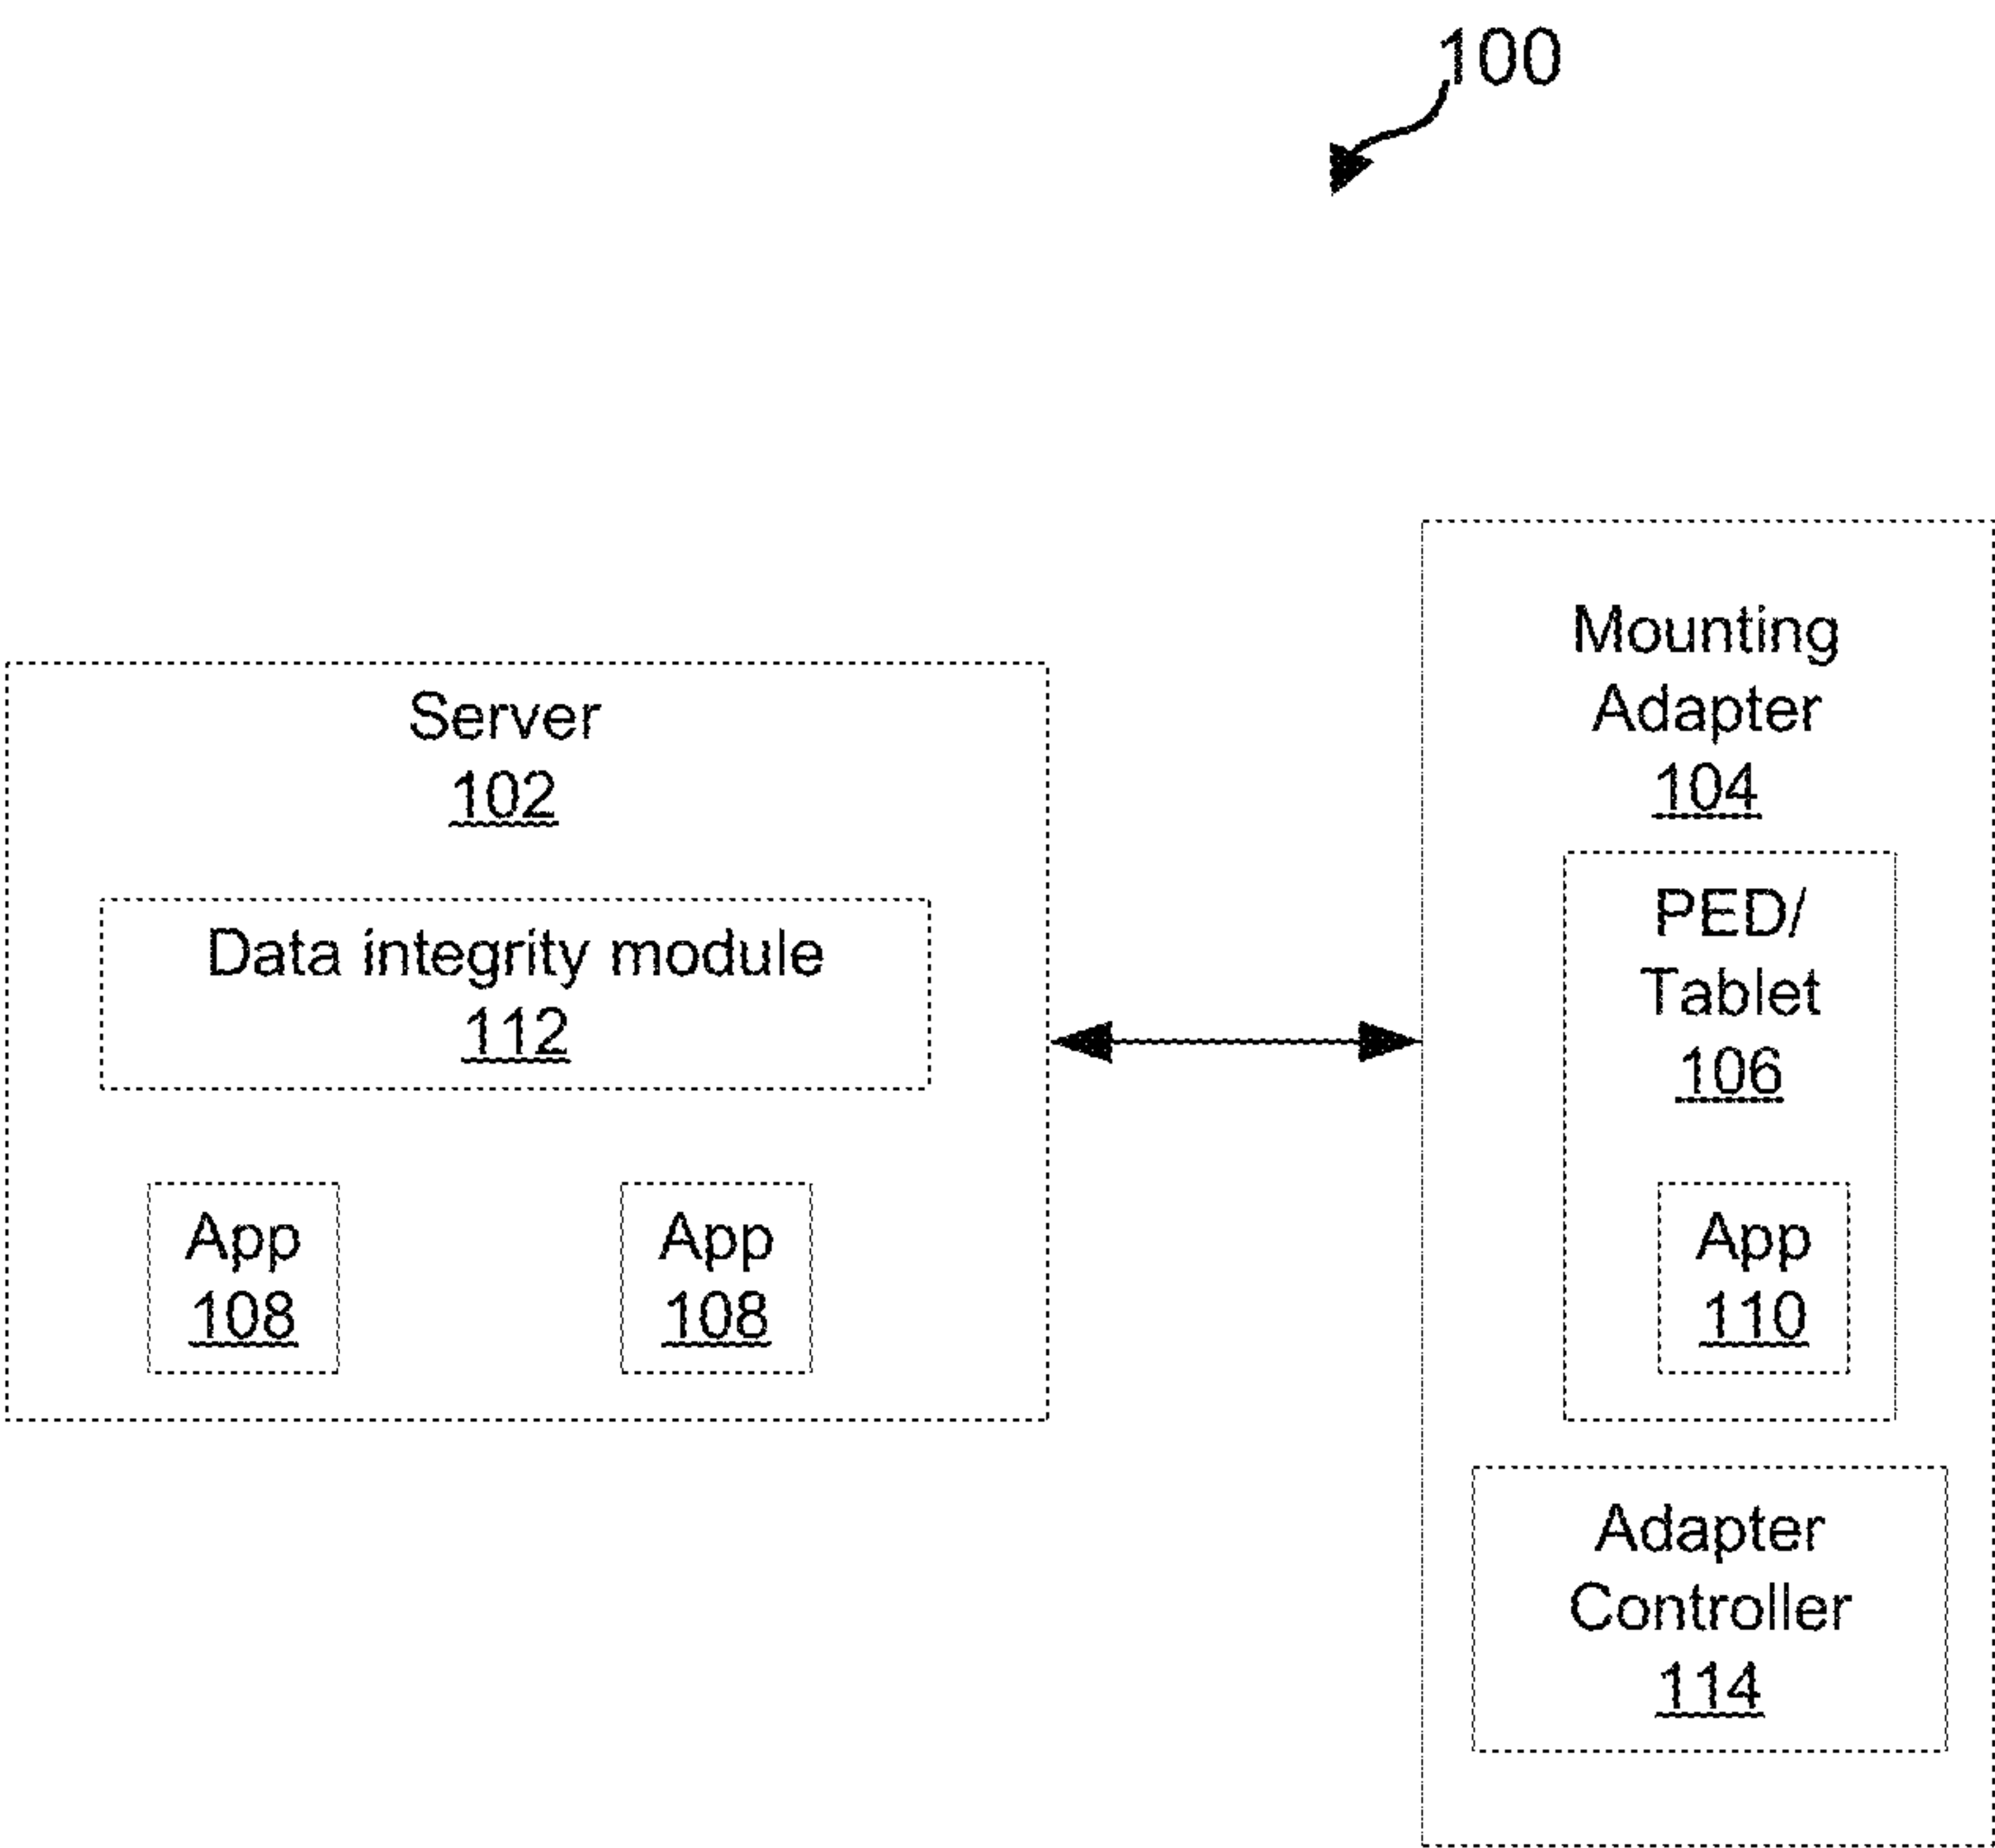 100
Server
102
Data integrity module
112
App
108
App
108
Mounting
Adapter
104
PED/
Tablet
106
App
110
Adapter
Controller
114